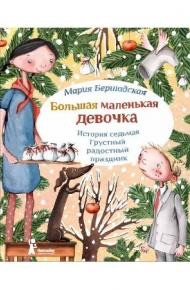 Мария Бершадская
Большая маленькая
девочка
История седьмая
Грустный
радостный
праздник